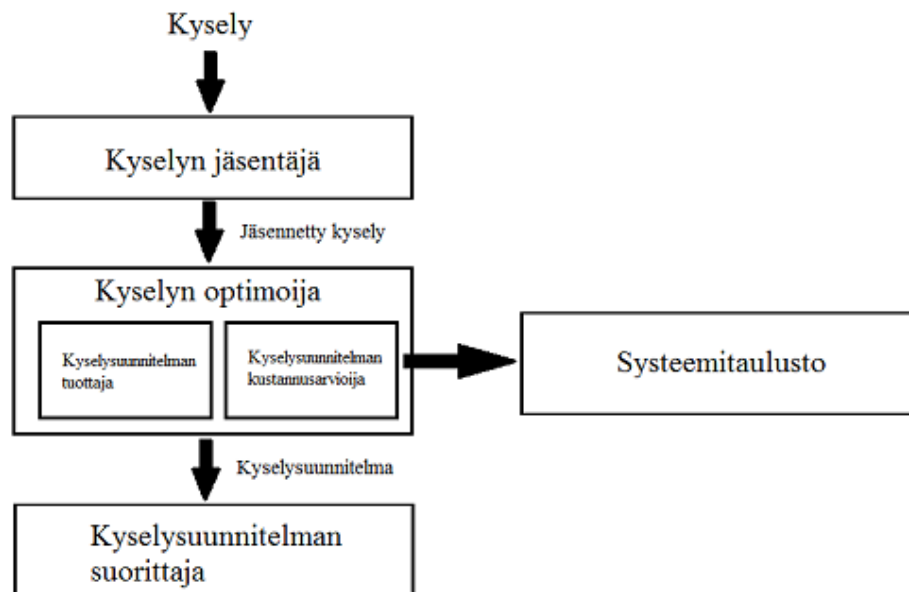 Kysely
Kyselyn jäsentäjä
Jäsennetty kysely
Kyselyn optimoija
Kyselysuunnitelman
tuottaja
Kyselysuunnitelman
kustannusarvioija
Systeemitaulusto
Kyselysuunnitelma
Kyselysuunnitelman
suorittaja